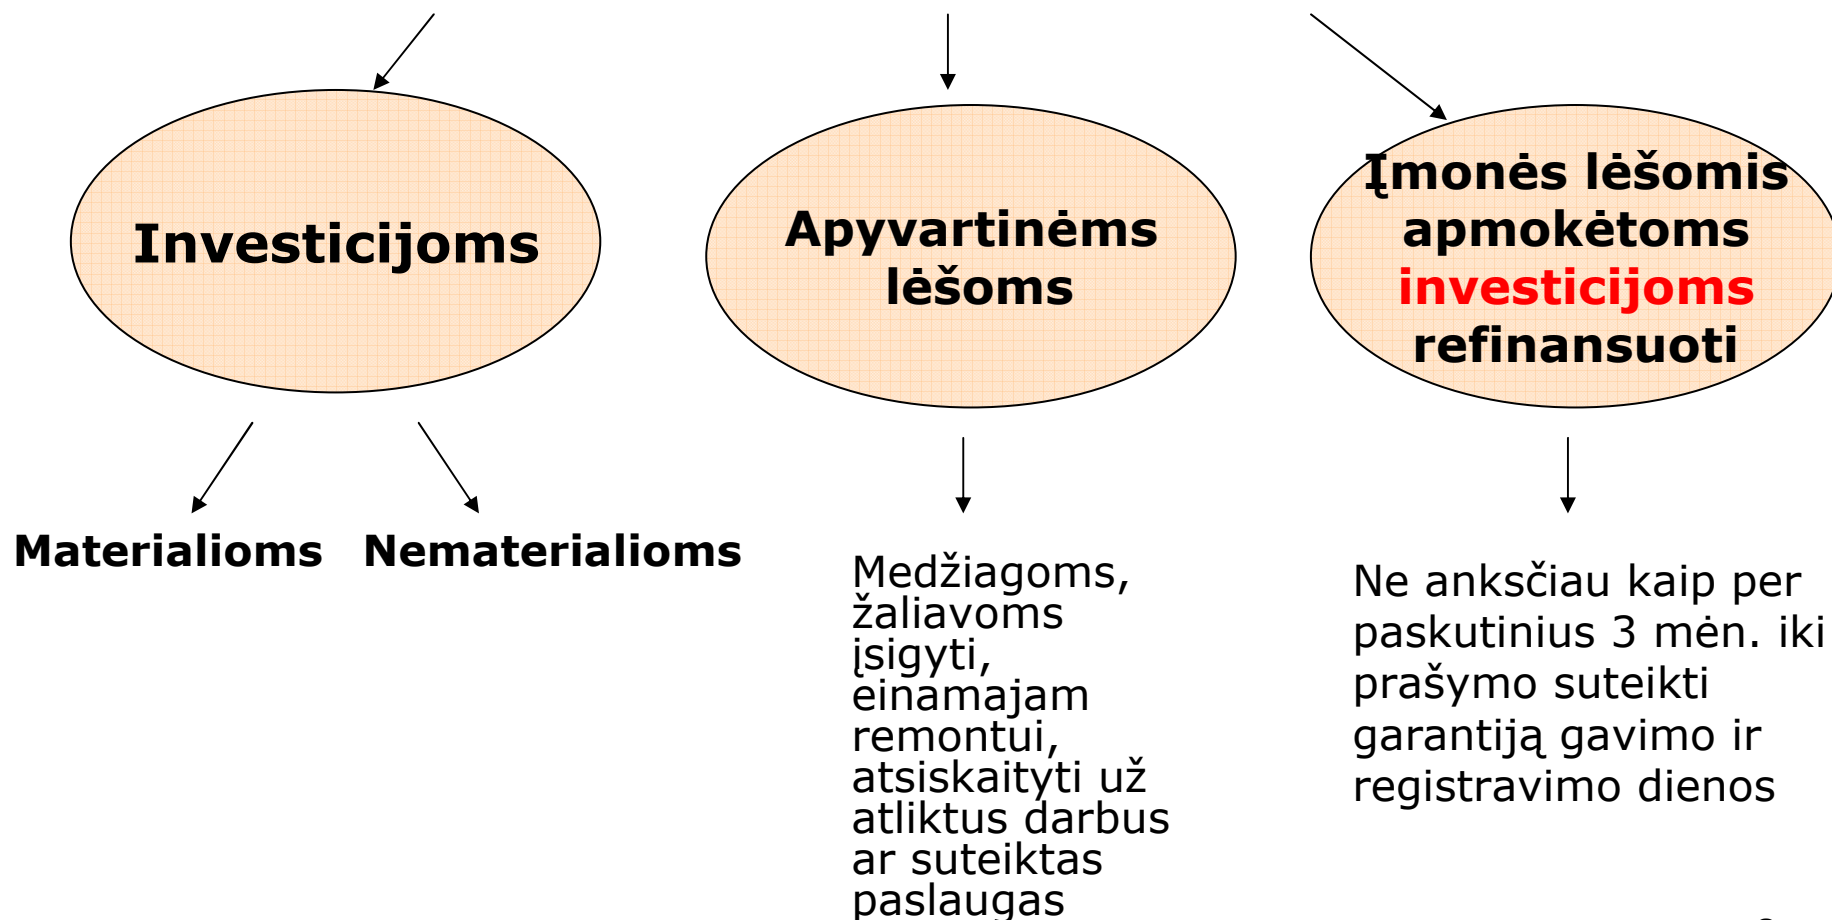 Investicijoms
Apyvartinėms
lėšoms
Įmonės lėšomis
apmokėtoms
investicijoms
refinansuoti
Materialioms
Nematerialioms
Medžiagoms,
žaliavoms
įsigyti,
einamajam
remontui,
atsiskaityti už
atliktus darbus
ar suteiktas
paslaugas
Ne anksčiau kaip per
paskutinius 3 mėn. iki
prašymo suteikti
garantiją gavimo ir
registravimo dienos